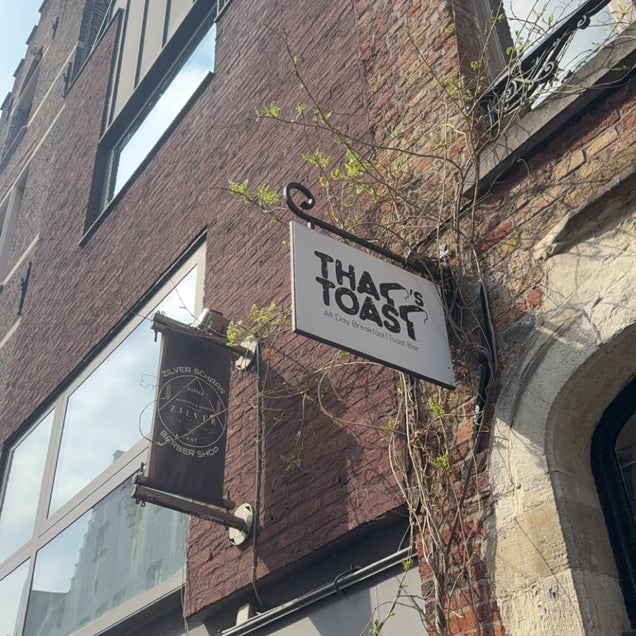 THAT'S
TOAST
All Day Breakfast | Toast Bar
ZILVER SCHAAR
ZILVER
BARBER SHOP